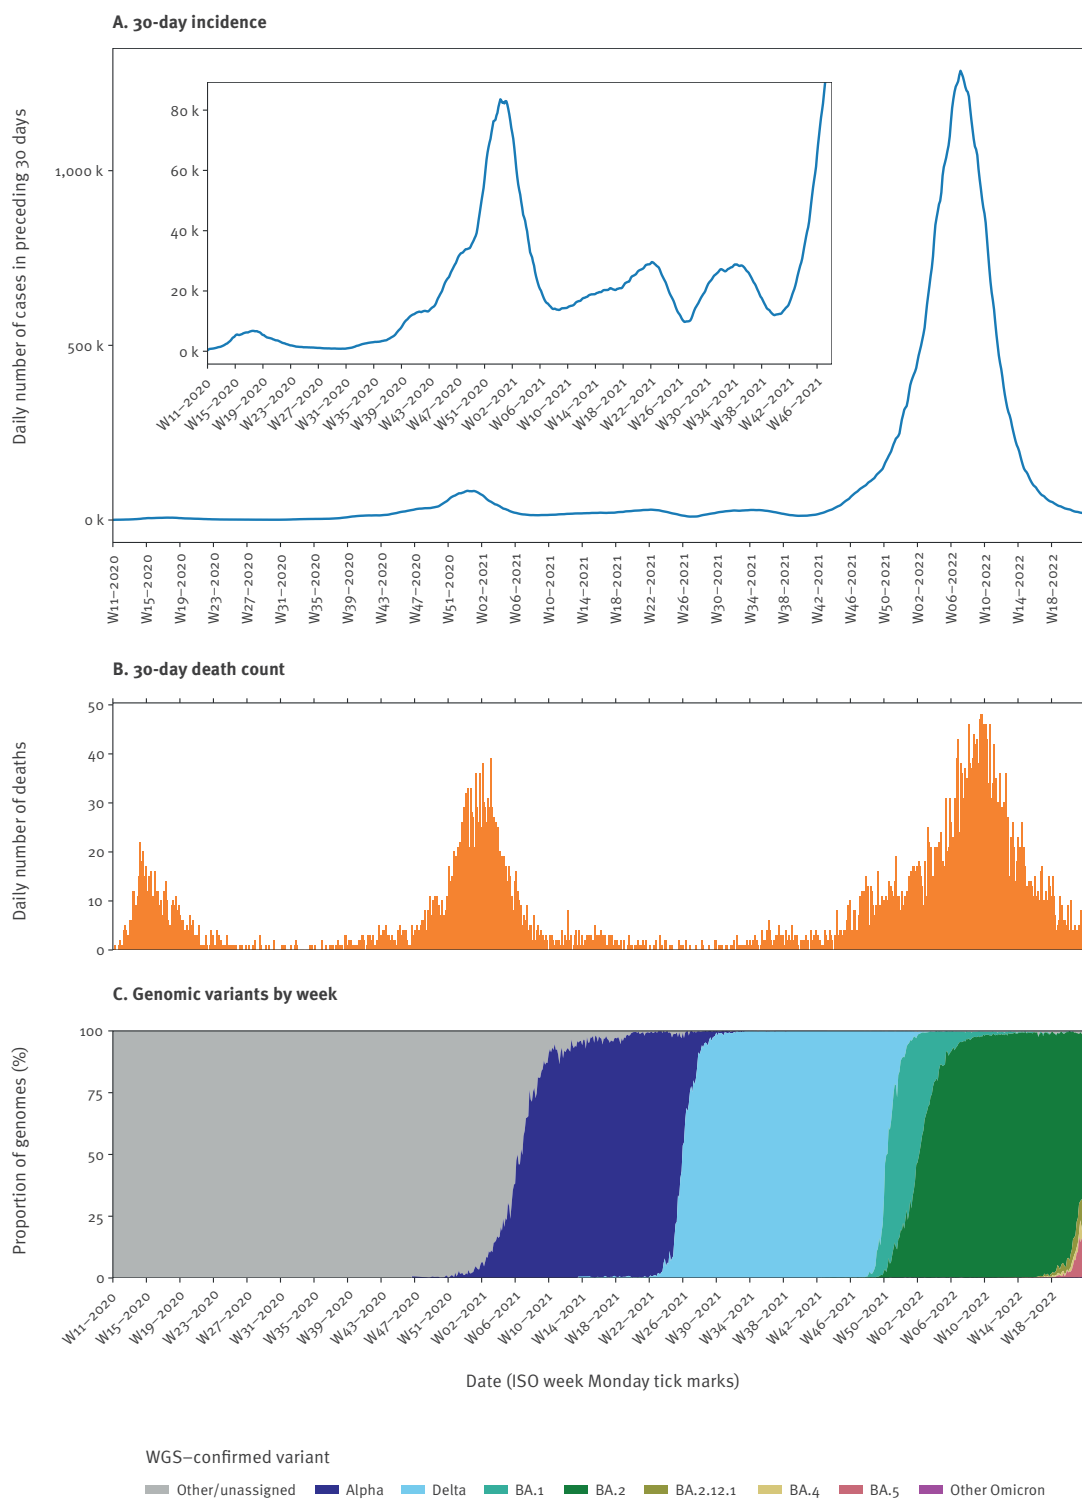 A. 30-day incidence
Daily number of cases in preceding 30 days
1,000 k
500 k
0 k
80 k
60 k
40 k
20 k
0 k
W11–2020 W15–2020 W19–2020 W23–2020 W27–2020 W31–2020 W35–2020 W39–2020 W43–2020 W47–2020 W51–2020 W02–2021 W06–2021 W10–2021 W14–2021 W18–2021 W22–2021 W26–2021 W30–2021 W34–2021 W38–2021 W42–2021 W46–2021
W11–2020 W15–2020 W19–2020 W23–2020 W27–2020 W31–2020 W35–2020 W39–2020 W43–2020 W47–2020 W51–2020 W02–2021 W06–2021 W10–2021 W14–2021 W18–2021 W22–2021 W26–2021 W30–2021 W34–2021 W38–2021 W42–2021 W46–2021 W50–2021 W02–2022 W06–2022 W10–2022 W14–2022 W18–2022
B. 30-day death count
Daily number of deaths
50
40
30
20
10
0
C. Genomic variants by week
Proportion of genomes (%)
100
75
50
25
0
W11–2020 W15–2020 W19–2020 W23–2020 W27–2020 W31–2020 W35–2020 W39–2020 W43–2020 W47–2020 W51–2020 W02–2021 W06–2021 W10–2021 W14–2021 W18–2021 W22–2021 W26–2021 W30–2021 W34–2021 W38–2021 W42–2021 W46–2021 W50–2021 W02–2022 W06–2022 W10–2022 W14–2022 W18–2022
Date (ISO week Monday tick marks)
WGS–confirmed variant
Other/unassigned Alpha Delta BA.1 BA.2 BA.2.12.1 BA.4 BA.5 Other Omicron